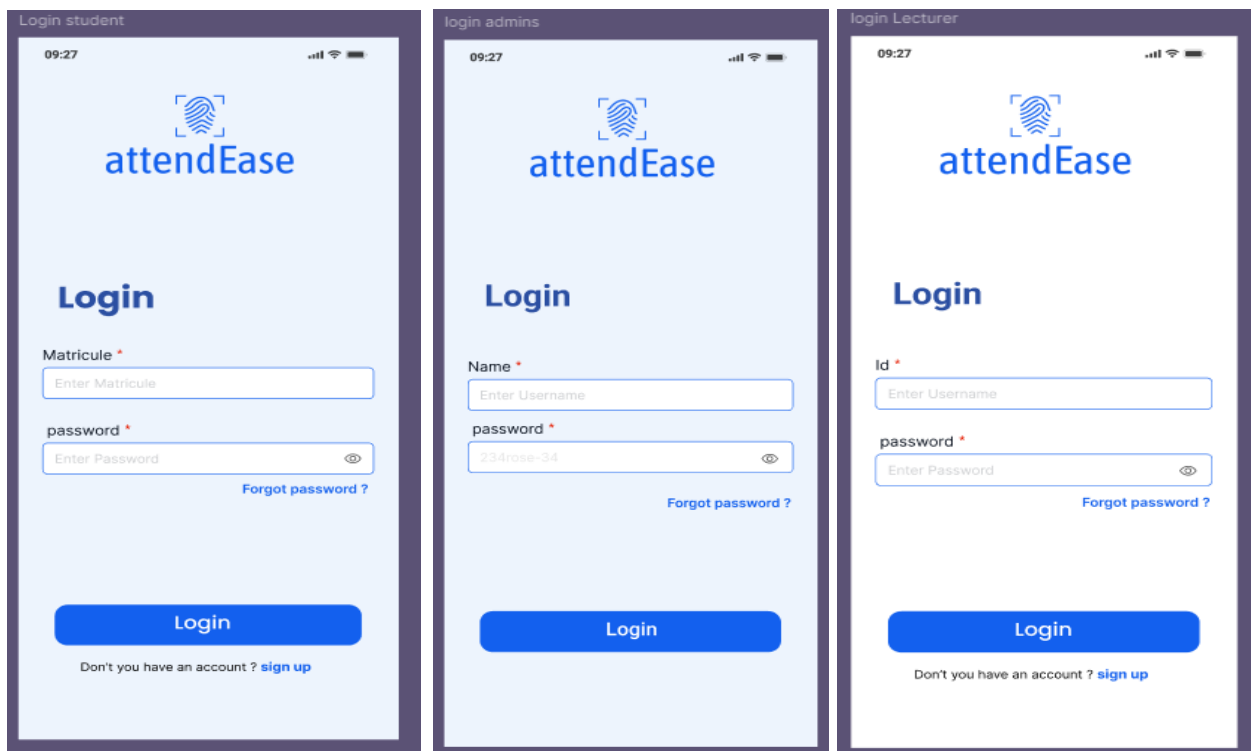 Login student
09:27
attendEase
Login
Matricule *
Enter Matricule
password *
Enter Password
Forgot password ?
Login
Don't you have an account ? sign up
login admins
09:27
attendEase
Login
Name *
Enter Username
password *
234rose-34
Forgot password ?
Login
login Lecturer
09:27
attendEase
Login
Id *
Enter Username
password *
Enter Password
Forgot password ?
Login
Don't you have an account ? sign up